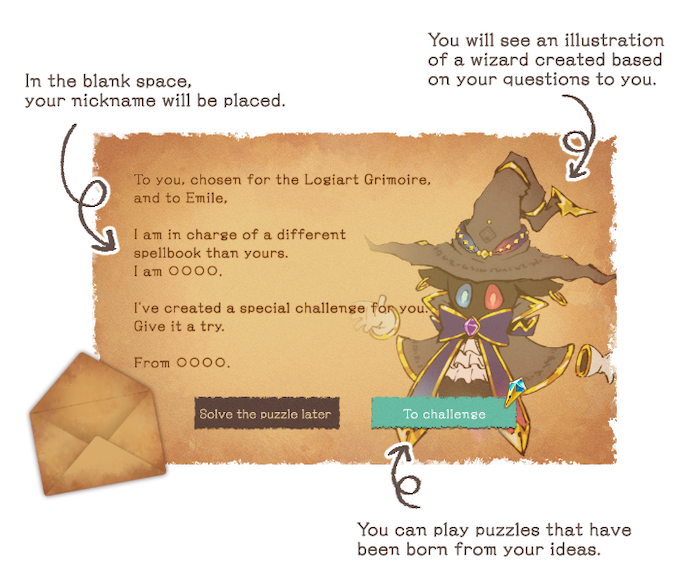 You will see an illustration
of a wizard created based
on your questions to you.
In the blank space,
your nickname will be placed.
To you, chosen for the Logiart Grimoire,
and to Emile,
I am in charge of a different
spellbook than yours.
I am OOOO.
I've created a special challenge for you.
Give it a try.
From OOOO.
Solve the puzzle later
To challenge
You can play puzzles that have
been born from your ideas.